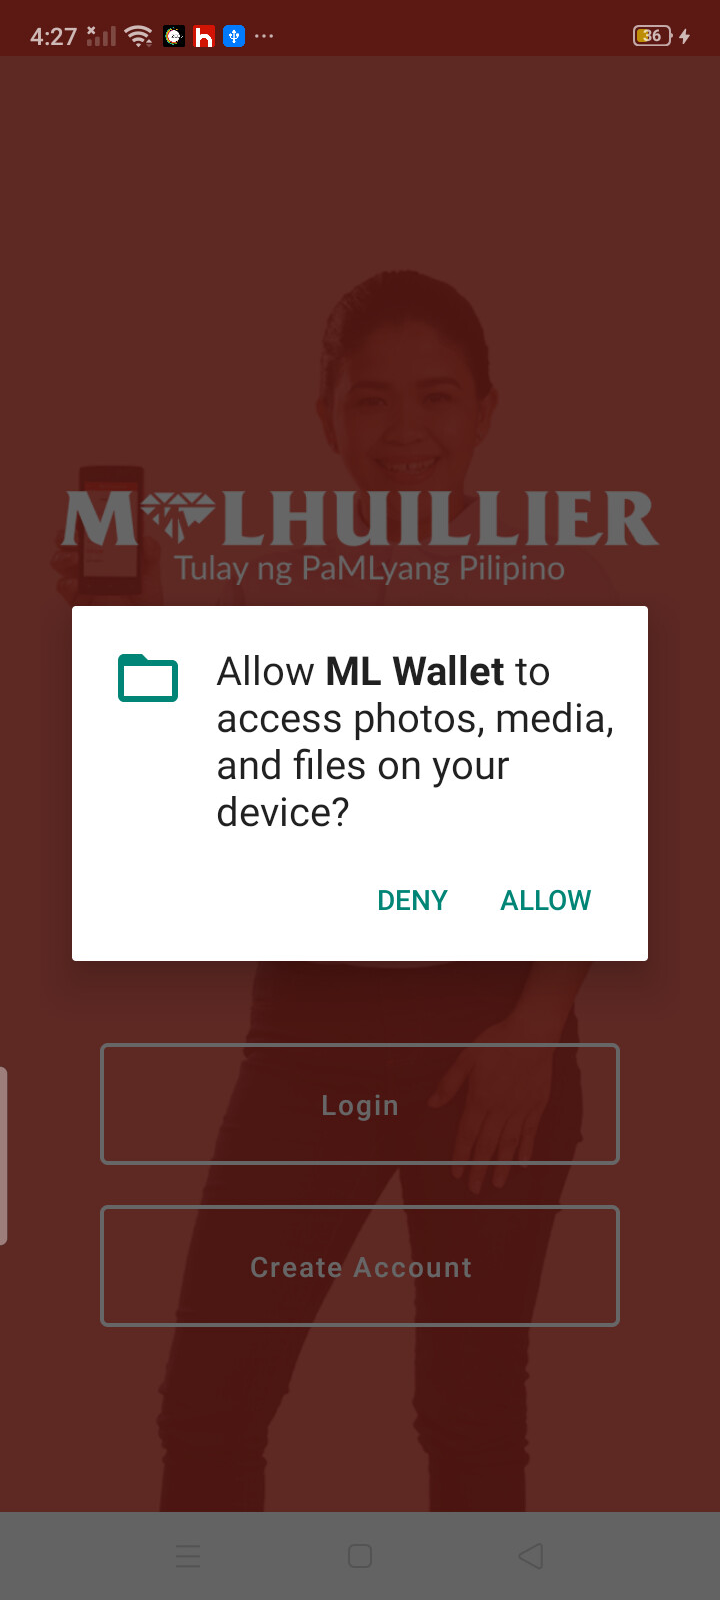 4:27
36
M LHUILLIER
Tulay ng PaMLyang Pilipino
Allow ML Wallet to
access photos, media,
and files on your
device?
DENY ALLOW
Login
Create Account